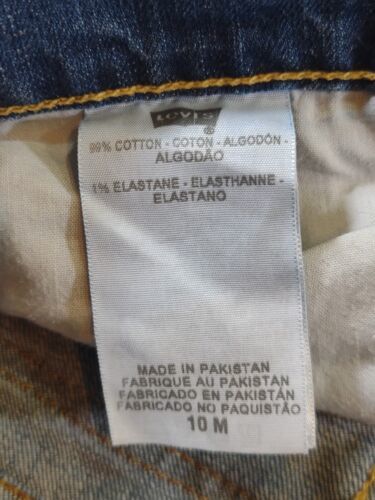 Levi's
®
99% COTTON - COTON - ALGODÓN -
ALGODÃO
1% ELASTANE - ELASTHANNE -
ELASTANO
MADE IN PAKISTAN
FABRIQUE AU PAKISTAN
FABRICADO EN PAKISTÁN
FABRICADO NO PAQUISTÃO
10 M